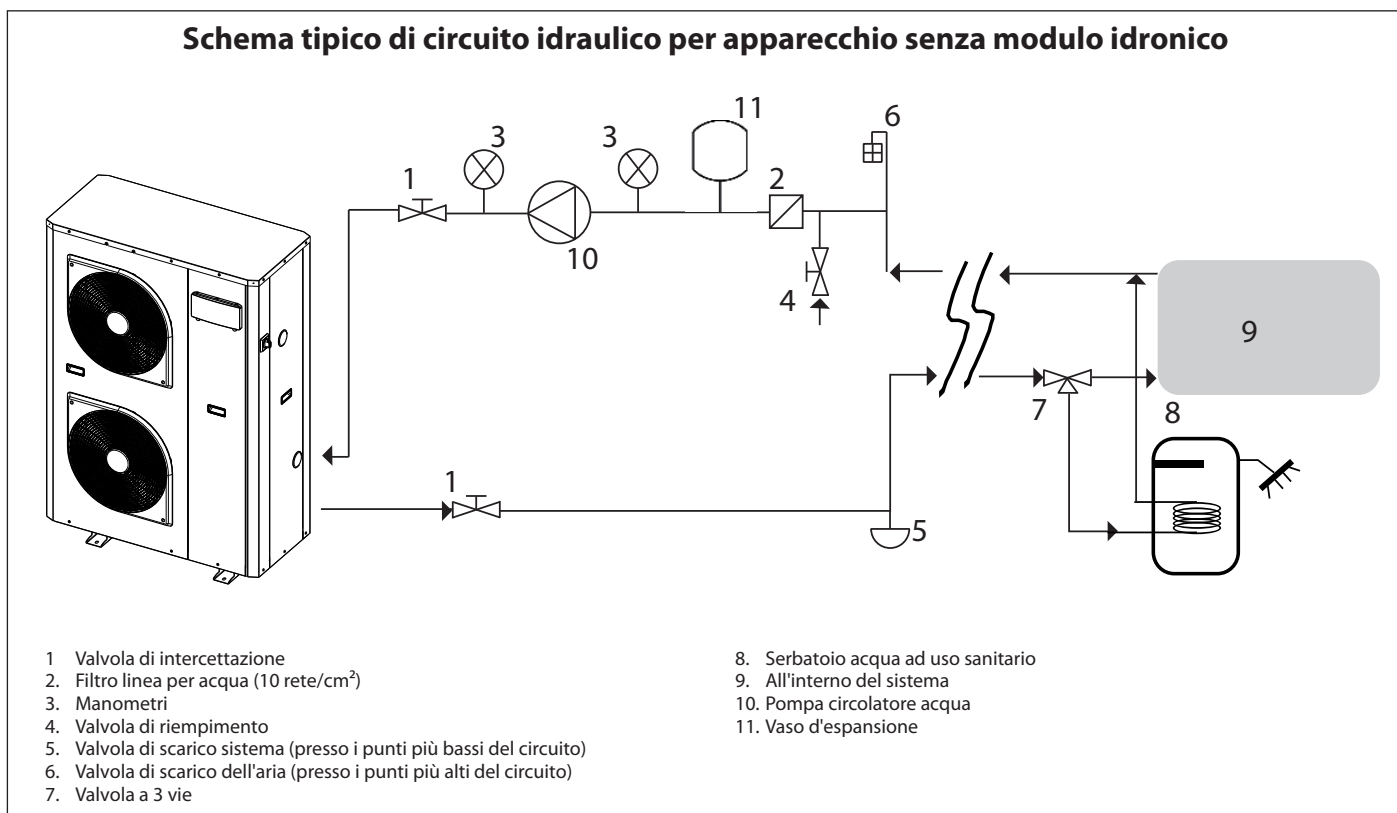 Schema tipico di circuito idraulico per apparecchio senza modulo idronico
11
6
3
3
1
2
10
4
9
7
8
1
5
1 Valvola di intercettazione
2. Filtro linea per acqua (10 rete/cm²)
3. Manometri
4. Valvola di riempimento
5. Valvola di scarico sistema (presso i punti più bassi del circuito)
6. Valvola di scarico dell'aria (presso i punti più alti del circuito)
7. Valvola a 3 vie
8. Serbatoio acqua ad uso sanitario
9. All'interno del sistema
10. Pompa circolatore acqua
11. Vaso d'espansione